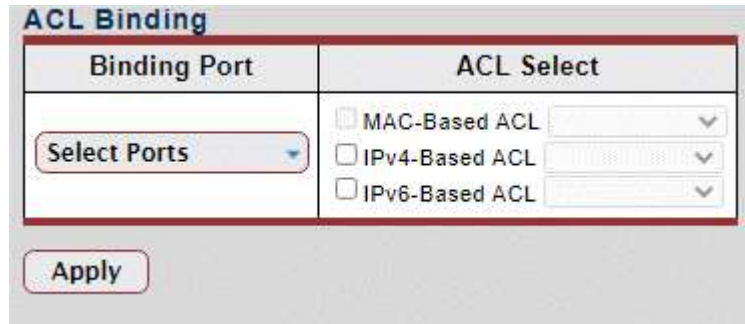 ACL Binding
Binding Port ACL Select
Select Ports
MAC-Based ACL
IPv4-Based ACL
IPv6-Based ACL
Apply